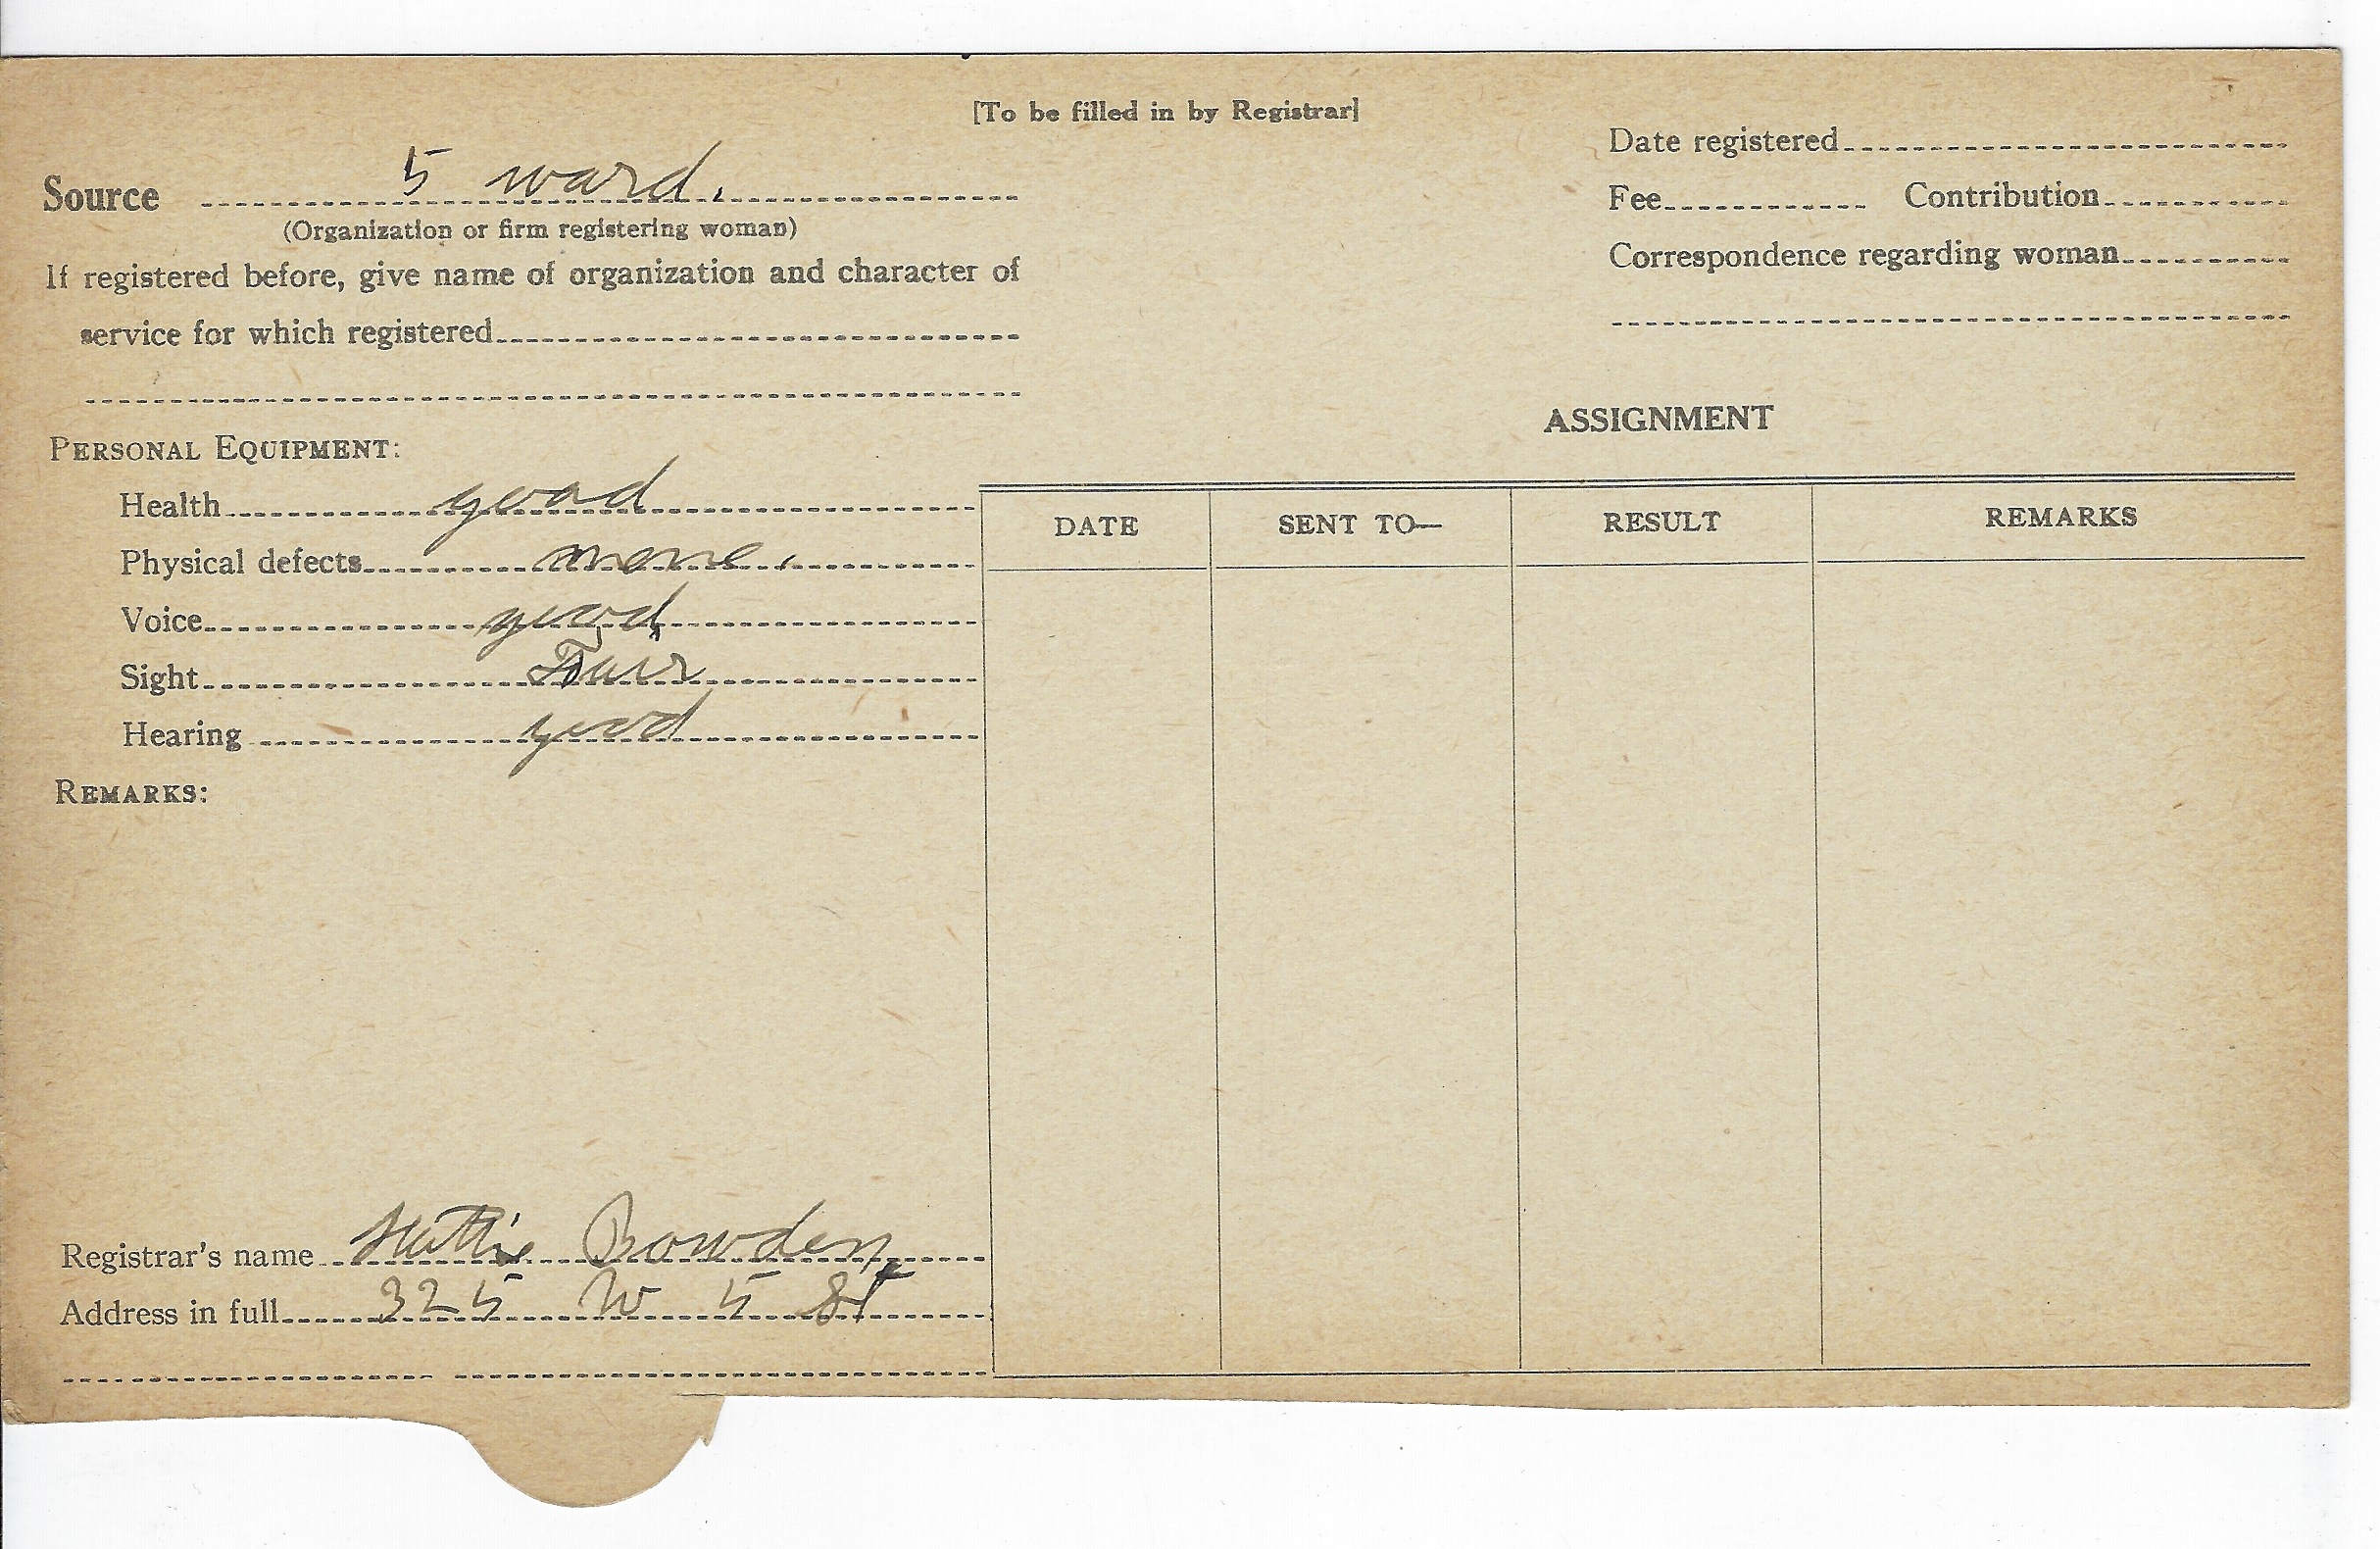 [To be filled in by Registrar]
Source 5 ward.
(Organization or firm registering woman)
If registered before, give name of organization and character of
service for which registered
Date registered
Fee Contribution
Correspondence regarding woman
PERSONAL EQUIPMENT:
Health good
Physical defects none.
Voice good
Sight Fair
Hearing good
REMARKS:
ASSIGNMENT
DATE SENT TO— RESULT REMARKS
Registrar's name Hattie Bowden
Address in full 325 W 5 St